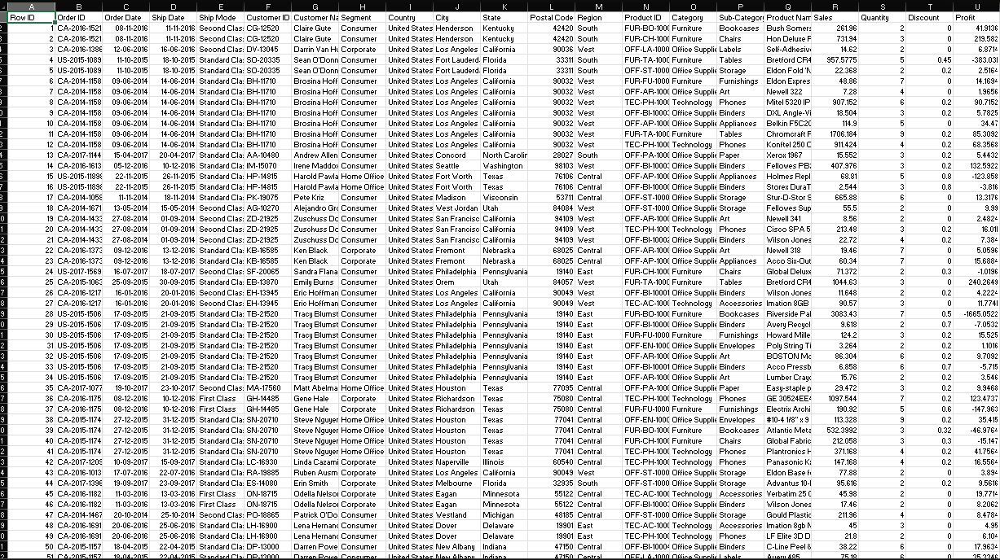 A B C D E F G H I J K L M N O P Q R S T U
Row ID Order ID Order Date Ship Date Ship Mode Customer ID Customer Na Segment Country City State Postal Code Region Product ID Category Sub-Category Product Nam Sales Quantity Discount Profit
1 CA-2016-1521 08-11-2016 11-11-2016 Second Clas CG-12520 Claire Gute Consumer United States Henderson Kentucky 42420 South FUR-BO-1000 Furniture Bookcases Bush Somers 261.96 2 0 41.9136
2 CA-2016-1521 08-11-2016 11-11-2016 Second Clas CG-12520 Claire Gute Consumer United States Henderson Kentucky 42420 South FUR-CH-1000 Furniture Chairs Hon Deluxe F 731.94 3 0 219.582
3 CA-2016-1386 12-06-2016 16-06-2016 Second Clas DV-13045 Darrin Van Hu Corporate United States Los Angeles California 90036 West OFF-LA-1000 Office Supplie Labels Self-Adhesive 14.62 2 0 6.8714
4 US-2015-1089 11-10-2015 18-10-2015 Standard Clas SO-20335 Sean O'Donn Consumer United States Fort Lauderd Florida 33311 South FUR-TA-1000 Furniture Tables Bretford CR4 957.5775 5 0.45 -383.031
5 US-2015-1089 11-10-2015 18-10-2015 Standard Clas SO-20335 Sean O'Donn Consumer United States Fort Lauderd Florida 33311 South OFF-ST-1000 Office Supplie Storage Eldon Fold 'N 22.368 2 0.2 2.5164
6 CA-2014-1158 09-06-2014 14-06-2014 Standard Clas BH-11710 Brosina Hoff Consumer United States Los Angeles California 90032 West FUR-FU-1000 Furniture Furnishings Eldon Expres 48.86 7 0 14.1694
7 CA-2014-1158 09-06-2014 14-06-2014 Standard Clas BH-11710 Brosina Hoff Consumer United States Los Angeles California 90032 West OFF-AR-1000 Office Supplie Art Newell 322 7.28 4 0 1.9656
8 CA-2014-1158 09-06-2014 14-06-2014 Standard Clas BH-11710 Brosina Hoff Consumer United States Los Angeles California 90032 West TEC-PH-1000 Technology Phones Mitel 5320 IP 907.152 6 0.2 90.7152
9 CA-2014-1158 09-06-2014 14-06-2014 Standard Clas BH-11710 Brosina Hoff Consumer United States Los Angeles California 90032 West OFF-BI-1000 Office Supplie Binders DXL Angle-Vi 18.504 3 0.2 5.7825
10 CA-2014-1158 09-06-2014 14-06-2014 Standard Clas BH-11710 Brosina Hoff Consumer United States Los Angeles California 90032 West OFF-AP-1000 Office Supplie Appliances Belkin F5C20 114.9 5 0 34.47
11 CA-2014-1158 09-06-2014 14-06-2014 Standard Clas BH-11710 Brosina Hoff Consumer United States Los Angeles California 90032 West FUR-TA-1000 Furniture Tables Chromcraft F 1706.184 9 0.2 85.3092
12 CA-2014-1158 09-06-2014 14-06-2014 Standard Clas BH-11710 Brosina Hoff Consumer United States Los Angeles California 90032 West TEC-PH-1000 Technology Phones Konftel 250 C 911.424 4 0.2 68.3568
13 CA-2017-1144 15-04-2017 20-04-2017 Standard Clas AA-10480 Andrew Allen Consumer United States Concord North Carolin 28027 South OFF-PA-1000 Office Supplie Paper Xerox 1967 15.552 3 0.2 5.4432
14 CA-2016-1613 05-12-2016 10-12-2016 Standard Clas IM-15070 Irene Maddox Consumer United States Seattle Washington 98103 West OFF-BI-1000 Office Supplie Binders Fellowes PB2 407.976 3 0.2 132.5922
15 US-2015-11898 22-11-2015 26-11-2015 Standard Clas HP-14815 Harold Pawla Home Office United States Fort Worth Texas 76106 Central OFF-AP-1000 Office Supplie Appliances Holmes Repl 68.81 5 0.8 -123.858
16 US-2015-11898 22-11-2015 26-11-2015 Standard Clas HP-14815 Harold Pawla Home Office United States Fort Worth Texas 76106 Central OFF-BI-1000 Office Supplie Binders Storex DuraT 2.544 3 0.8 -3.816
17 CA-2014-1058 11-11-2014 18-11-2014 Standard Clas PK-19075 Pete Kriz Consumer United States Madison Wisconsin 53711 Central OFF-ST-1000 Office Supplie Storage Stur-D-Stor S 665.88 6 0 13.3176
18 CA-2014-1671 13-05-2014 15-05-2014 Second Clas AG-10270 Alejandro Gro Consumer United States West Jordan Utah 84084 West OFF-ST-1000 Office Supplie Storage Fellowes Sup 55.5 2 0 9.99
19 CA-2014-1433 27-08-2014 01-09-2014 Second Clas ZD-21925 Zuschuss Do Consumer United States San Francisc California 94109 West OFF-AR-1000 Office Supplie Art Newell 341 8.56 2 0 2.4824
20 CA-2014-1433 27-08-2014 01-09-2014 Second Clas ZD-21925 Zuschuss Do Consumer United States San Francisc California 94109 West TEC-PH-1000 Technology Phones Cisco SPA 5 213.48 3 0.2 16.011
21 CA-2014-1433 27-08-2014 01-09-2014 Second Clas ZD-21925 Zuschuss Do Consumer United States San Francisc California 94109 West OFF-BI-10002 Office Supplie Binders Wilson Jones 22.72 4 0.2 7.384
22 CA-2016-1373 09-12-2016 13-12-2016 Standard Clas KB-16585 Ken Black Corporate United States Fremont Nebraska 68025 Central OFF-AR-1000 Office Supplie Art Newell 318 19.46 7 0 5.0596
23 CA-2016-1373 09-12-2016 13-12-2016 Standard Clas KB-16585 Ken Black Corporate United States Fremont Nebraska 68025 Central OFF-AP-1000 Office Supplie Appliances Acco Six-Out 60.34 7 0 15.6884
24 US-2017-1569 16-07-2017 18-07-2017 Second Clas SF-20065 Sandra Flana Consumer United States Philadelphia Pennsylvania 19140 East FUR-CH-1000 Furniture Chairs Global Deluxe 71.372 2 0.3 -1.0196
25 CA-2015-1063 25-09-2015 30-09-2015 Standard Clas EB-13870 Emily Burns Consumer United States Orem Utah 84057 West FUR-TA-1000 Furniture Tables Bretford CR4 1044.63 3 0 240.2649
26 CA-2016-1217 16-01-2016 20-01-2016 Second Clas EH-13945 Eric Hoffman Consumer United States Los Angeles California 90049 West OFF-BI-10001 Office Supplie Binders Wilson Jones 11.648 2 0.2 4.2224
27 CA-2016-1217 16-01-2016 20-01-2016 Second Clas EH-13945 Eric Hoffman Consumer United States Los Angeles California 90049 West TEC-AC-1000 Technology Accessories Imation 8GB 90.57 3 0 11.7741
28 US-2015-1506 17-09-2015 21-09-2015 Standard Clas TB-21520 Tracy Blumst Consumer United States Philadelphia Pennsylvania 19140 East FUR-BO-1000 Furniture Bookcases Riverside Pal 3083.43 7 0.5 -1665.0522
29 US-2015-1506 17-09-2015 21-09-2015 Standard Clas TB-21520 Tracy Blumst Consumer United States Philadelphia Pennsylvania 19140 East OFF-BI-1000 Office Supplie Binders Avery Recycl 9.618 2 0.7 -7.0532
30 US-2015-1506 17-09-2015 21-09-2015 Standard Clas TB-21520 Tracy Blumst Consumer United States Philadelphia Pennsylvania 19140 East FUR-FU-1000 Furniture Furnishings Howard Mille 124.2 3 0.2 15.525
31 US-2015-1506 17-09-2015 21-09-2015 Standard Clas TB-21520 Tracy Blumst Consumer United States Philadelphia Pennsylvania 19140 East OFF-EN-1000 Office Supplie Envelopes Poly String Ti 3.264 2 0.2 1.1016
32 US-2015-1506 17-09-2015 21-09-2015 Standard Clas TB-21520 Tracy Blumst Consumer United States Philadelphia Pennsylvania 19140 East OFF-AR-1000 Office Supplie Art BOSTON Mo 86.304 6 0.2 9.7092
33 US-2015-1506 17-09-2015 21-09-2015 Standard Clas TB-21520 Tracy Blumst Consumer United States Philadelphia Pennsylvania 19140 East OFF-BI-1000 Office Supplie Binders Acco Pressb 6.858 6 0.7 -5.715
34 US-2015-1506 17-09-2015 21-09-2015 Standard Clas TB-21520 Tracy Blumst Consumer United States Philadelphia Pennsylvania 19140 East OFF-AR-1000 Office Supplie Art Lumber Crayo 15.76 2 0.2 3.546
35 CA-2017-1077 19-10-2017 23-10-2017 Second Clas MA-17560 Matt Abelma Home Office United States Houston Texas 77095 Central OFF-PA-1000 Office Supplie Paper Easy-staple p 29.472 3 0.2 9.9468
36 CA-2016-1175 08-12-2016 10-12-2016 First Class GH-14485 Gene Hale Corporate United States Richardson Texas 75080 Central TEC-PH-1000 Technology Phones GE 30524EE4 1097.544 7 0.2 123.4737
37 CA-2016-1175 08-12-2016 10-12-2016 First Class GH-14485 Gene Hale Corporate United States Richardson Texas 75080 Central FUR-FU-1000 Furniture Furnishings Electrix Archi 190.92 5 0.6 -147.963
38 CA-2015-1174 27-12-2015 31-12-2015 Standard Clas SN-20710 Steve Nguyer Home Office United States Houston Texas 77041 Central OFF-EN-1000 Office Supplie Envelopes #10-4 1/8" x 9 113.328 9 0.2 35.415
39 CA-2015-1174 27-12-2015 31-12-2015 Standard Clas SN-20710 Steve Nguyer Home Office United States Houston Texas 77041 Central FUR-BO-1000 Furniture Bookcases Atlantic Meta 532.3992 3 0.32 -46.9764
40 CA-2015-1174 27-12-2015 31-12-2015 Standard Clas SN-20710 Steve Nguyer Home Office United States Houston Texas 77041 Central FUR-CH-1000 Furniture Chairs Global Fabric 212.058 3 0.3 -15.147
41 CA-2015-1174 27-12-2015 31-12-2015 Standard Clas SN-20710 Steve Nguyer Home Office United States Houston Texas 77041 Central TEC-PH-1000 Technology Phones Plantronics H 371.168 4 0.2 41.7564
42 CA-2017-1209 10-09-2017 15-09-2017 Standard Clas LC-16930 Linda Cazami Corporate United States Naperville Illinois 60540 Central TEC-PH-1000 Technology Phones Panasonic Kx 147.168 4 0.2 16.5564
43 CA-2016-1013 17-07-2016 22-07-2016 Standard Clas RA-19885 Ruben Ausm Corporate United States Los Angeles California 90049 West OFF-ST-1000 Office Supplie Storage Eldon Base f 77.88 2 0 3.894
44 CA-2017-1396 19-09-2017 23-09-2017 Standard Clas ES-14080 Erin Smith Corporate United States Melbourne Florida 32935 South OFF-ST-1000 Office Supplie Storage Advantus 10- 95.616 2 0.2 9.5616
45 CA-2016-1182 11-03-2016 13-03-2016 First Class ON-18715 Odella Nelson Corporate United States Eagan Minnesota 55122 Central TEC-AC-1000 Technology Accessories Verbatim 25 G 45.98 2 0 19.7714
46 CA-2016-1182 11-03-2016 13-03-2016 First Class ON-18715 Odella Nelson Corporate United States Eagan Minnesota 55122 Central OFF-BI-1000 Office Supplie Binders Wilson Jones 17.46 2 0 8.2062
47 CA-2014-1467 20-10-2014 25-10-2014 Second Clas PO-18865 Patrick O'Do Consumer United States Westland Michigan 48185 Central OFF-ST-1000 Office Supplie Storage Gould Plastic 211.96 4 0 8.4784
48 CA-2016-1691 20-06-2016 25-06-2016 Standard Clas LH-16900 Lena Hernanc Consumer United States Dover Delaware 19901 East TEC-AC-1000 Technology Accessories Imation 8gb M 45 3 0 4.95
49 CA-2016-1691 20-06-2016 25-06-2016 Standard Clas LH-16900 Lena Hernanc Consumer United States Dover Delaware 19901 East TEC-PH-1000 Technology Phones LF Elite 3D D 21.8 2 0 6.104
50 CA-2015-1157 18-04-2015 22-04-2015 Standard Clas DP-13000 Darren Powe Consumer United States New Albany Indiana 47150 Central OFF-BI-1000 Office Supplie Binders C-Line Peel & 38.22 6 0 17.9634
51 CA-2015-1157 18-04-2015 22-04-2015 Standard Clas DP-13000 Darren Powe Consumer United States New Albany Indiana 47150 Central OFF-LA-1000 Office Supplie Labels Avery 485 75.18 6 0 35.3346